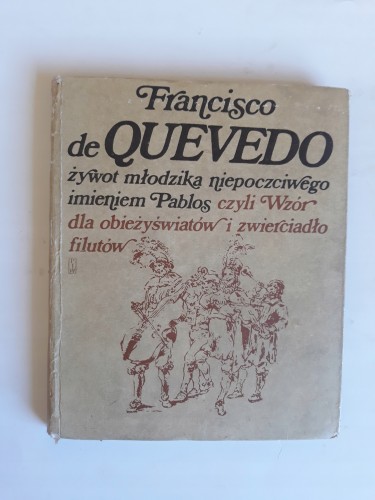 Francisco
de QUEVEDO
żywot młodzika niepoczciwego
imieniem Pablos czyli Wzór
dla obieżyświatów i zwierciadło
filutów